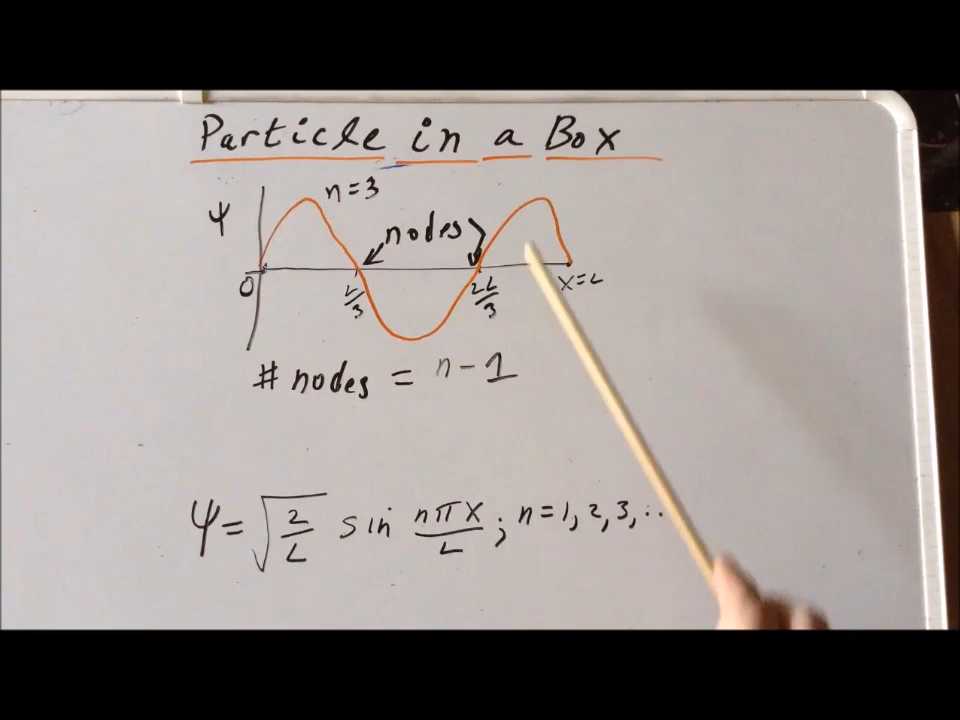 Particle in a Box
n=3
ψ
nodes
0
L/3
2L/3
x=L
# nodes = n-1
ψ = √(2/L) sin nπx/L ; n=1, 2, 3, ..